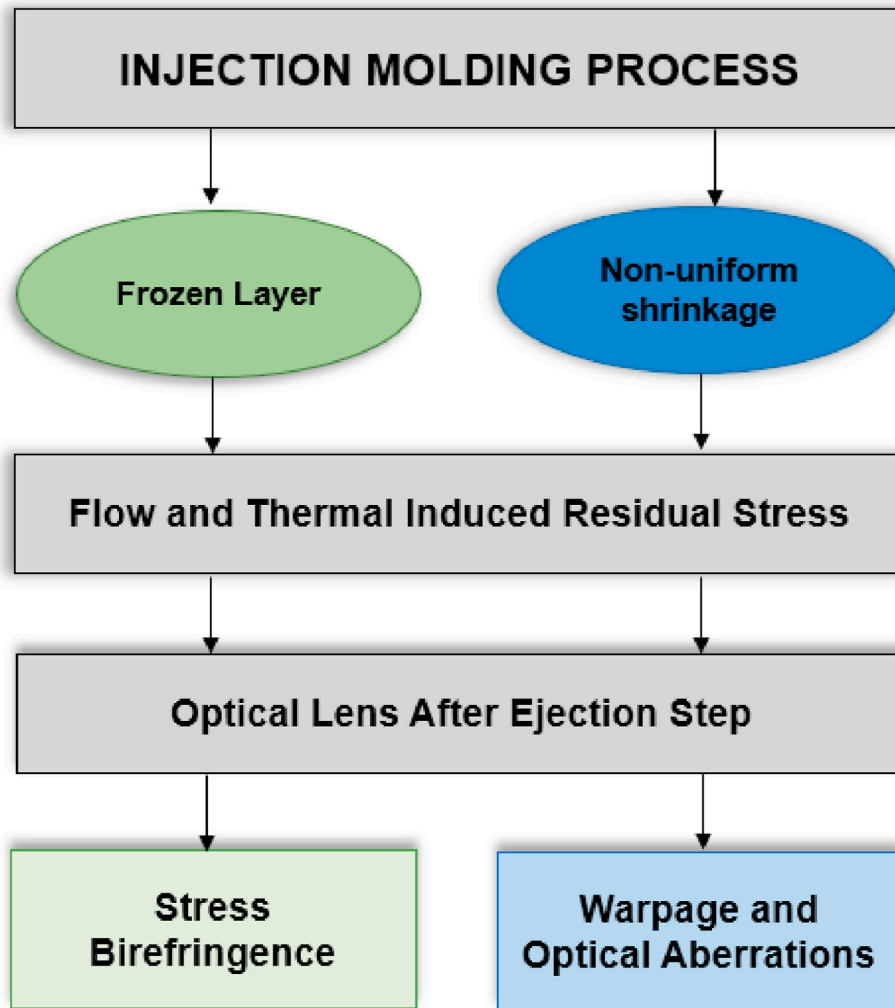 INJECTION MOLDING PROCESS
Frozen Layer
Non-uniform
shrinkage
Flow and Thermal Induced Residual Stress
Optical Lens After Ejection Step
Stress
Birefringence
Warpage and
Optical Aberrations